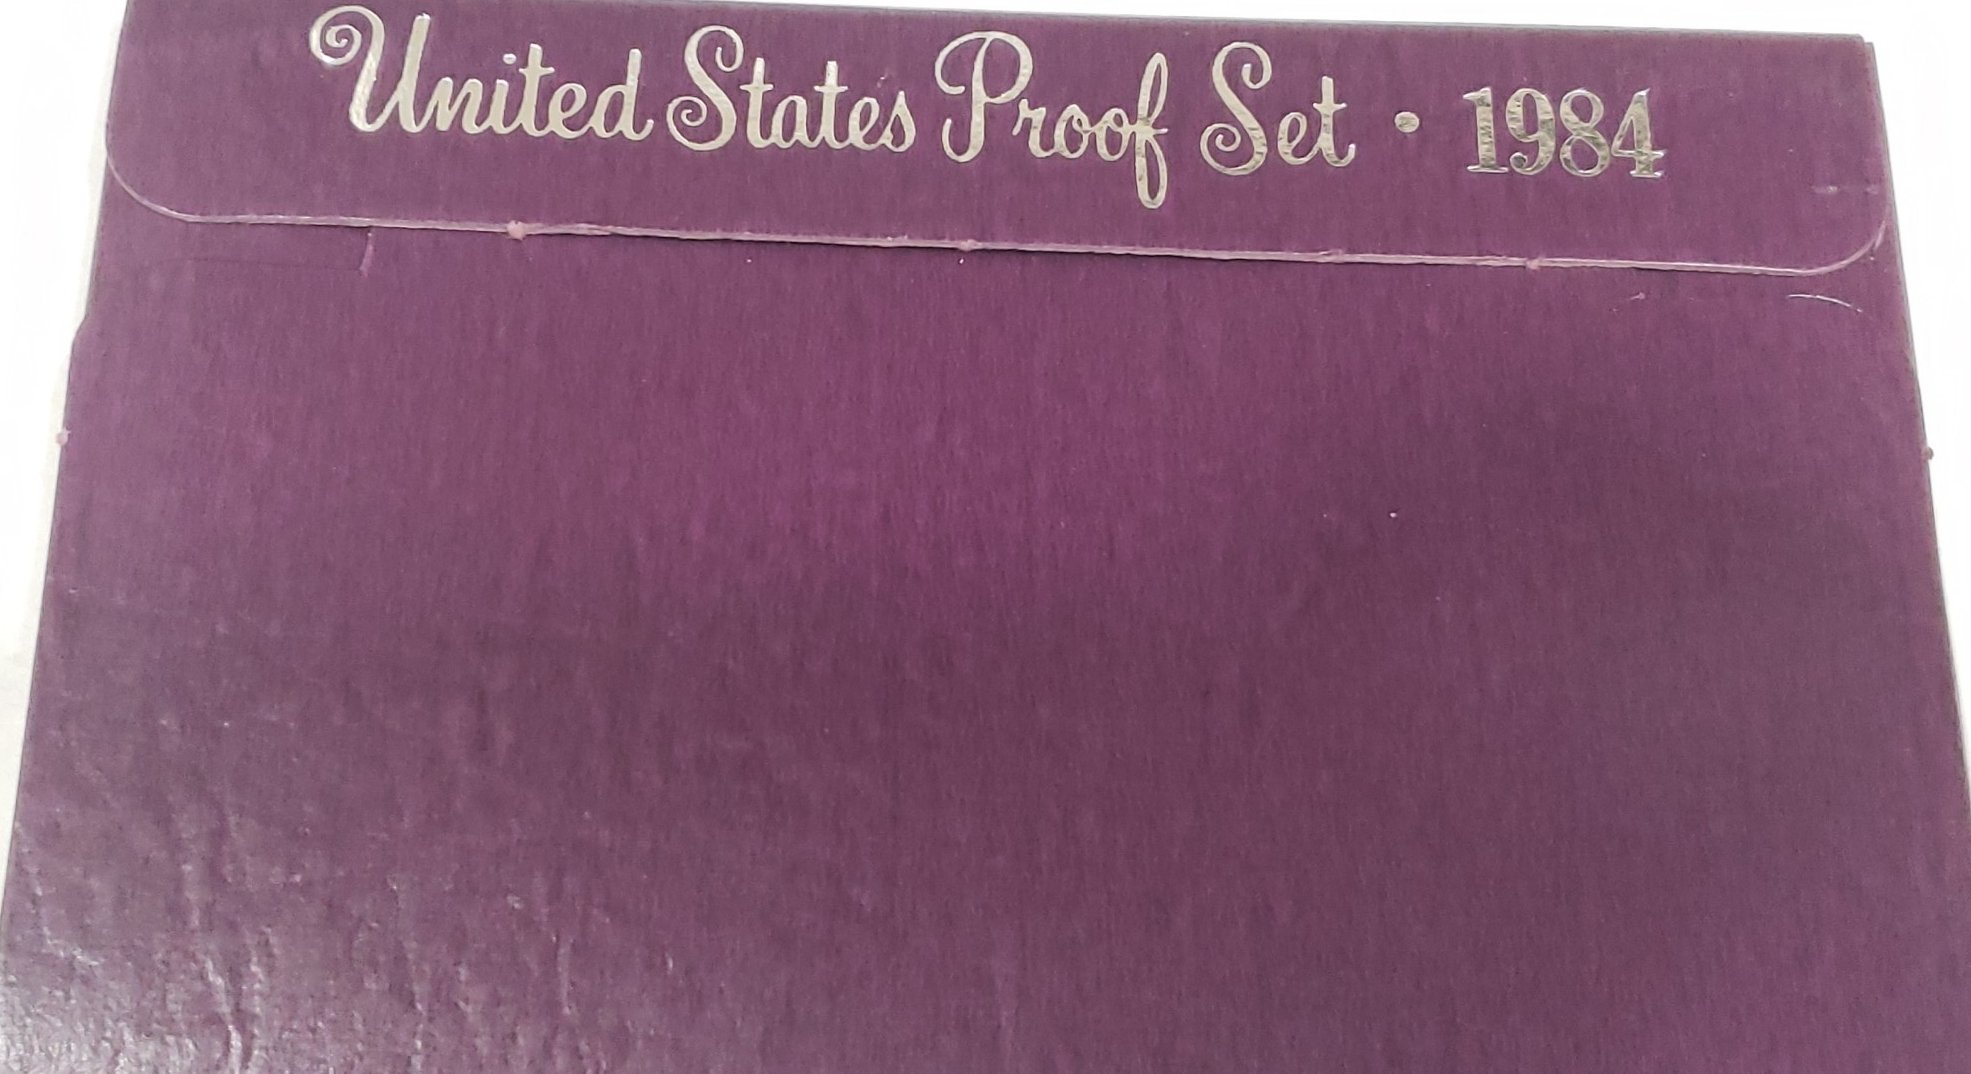 United States Proof Set • 1984